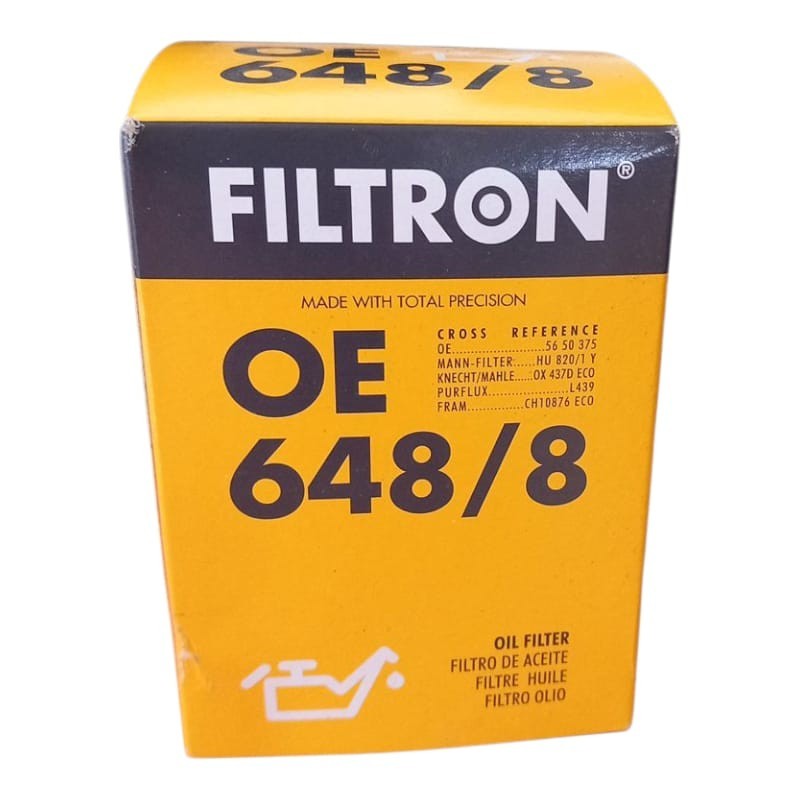 OE
648/8
FILTRON®
MADE WITH TOTAL PRECISION
OE
648/8
CROSS REFERENCE
OE......................56 50 375
MANN-FILTER:.....HU 820/1 Y
KNECHT/MAHLE.....:OX 437D ECO
PURFLUX...................L439
FRAM..............CH10876 ECO
OIL FILTER
FILTRO DE ACEITE
FILTRE HUILE
FILTRO OLIO